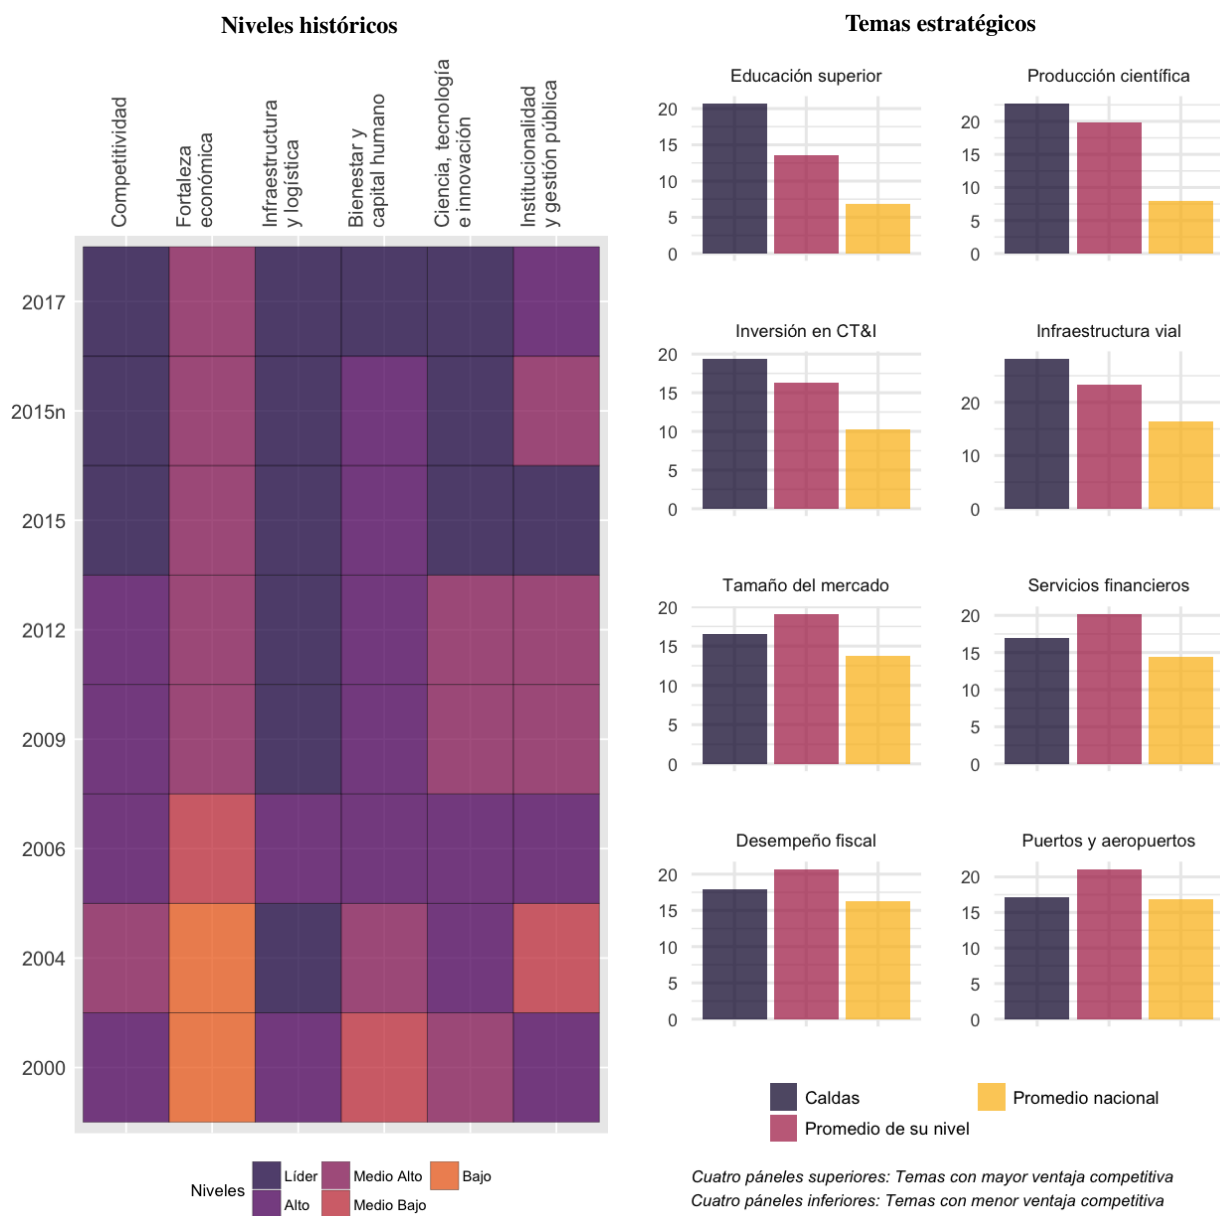 Niveles históricos
Competitividad
Fortaleza
económica
Infraestructura
y logística
Bienestar y
capital humano
Ciencia, tecnología
e innovación
Institucionalidad
y gestión pública
2017
2015n
2015
2012
2009
2006
2004
2000
Niveles
Líder
Medio Alto
Bajo
Alto
Medio Bajo
Temas estratégicos
Educación superior
20
15
10
5
0
Producción científica
20
15
10
5
0
Inversión en CT&I
20
15
10
5
0
Infraestructura vial
20
10
0
Tamaño del mercado
20
15
10
5
0
Servicios financieros
20
15
10
5
0
Desempeño fiscal
20
15
10
5
0
Puertos y aeropuertos
20
15
10
5
0
Caldas
Promedio nacional
Promedio de su nivel
Cuatro páneles superiores: Temas con mayor ventaja competitiva
Cuatro páneles inferiores: Temas con menor ventaja competitiva